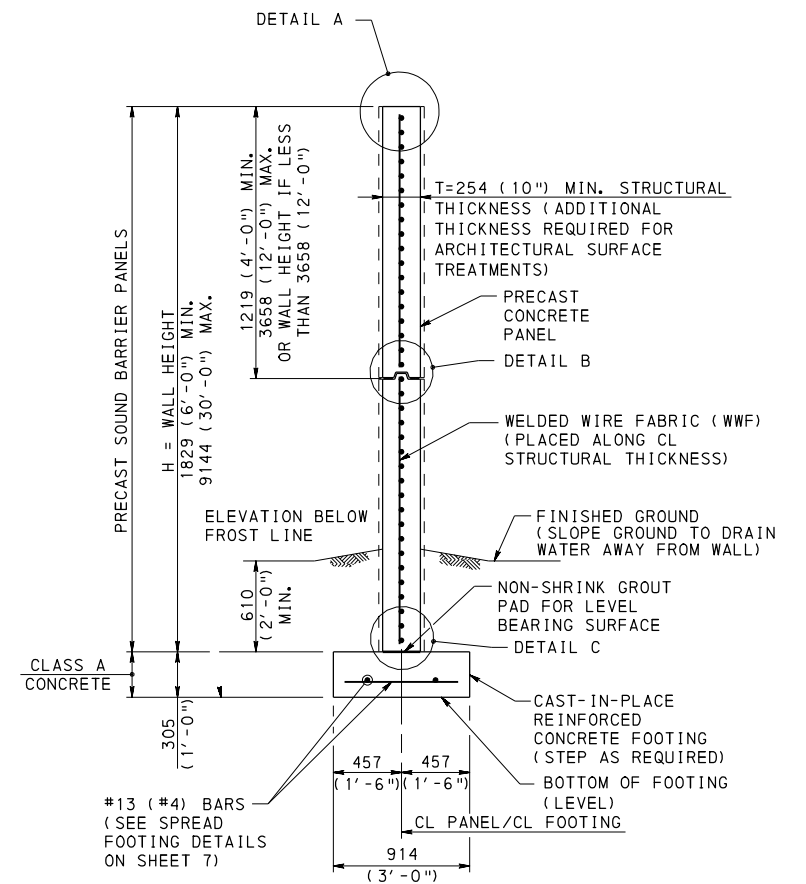 DETAIL A
PRECAST SOUND BARRIER PANELS
H = WALL HEIGHT
1829 (6'-0") MIN.
9144 (30'-0") MAX.
1219 (4'-0") MIN.
3658 (12'-0") MAX.
OR WALL HEIGHT IF LESS
THAN 3658 (12'-0")
T=254 (10") MIN. STRUCTURAL
THICKNESS (ADDITIONAL
THICKNESS REQUIRED FOR
ARCHITECTURAL SURFACE
TREATMENTS)
PRECAST
CONCRETE
PANEL
DETAIL B
WELDED WIRE FABRIC (WWF)
(PLACED ALONG CL
STRUCTURAL THICKNESS)
ELEVATION BELOW
FROST LINE
FINISHED GROUND
(SLOPE GROUND TO DRAIN
WATER AWAY FROM WALL)
610
(2'-0")
MIN.
NON-SHRINK GROUT
PAD FOR LEVEL
BEARING SURFACE
DETAIL C
CLASS A
CONCRETE
305
(1'-0")
CAST-IN-PLACE
REINFORCED
CONCRETE FOOTING
(STEP AS REQUIRED)
457
(1'-6")
457
(1'-6")
BOTTOM OF FOOTING
(LEVEL)
#13 (#4) BARS
(SEE SPREAD
FOOTING DETAILS
ON SHEET 7)
CL PANEL/CL FOOTING
914
(3'-0")